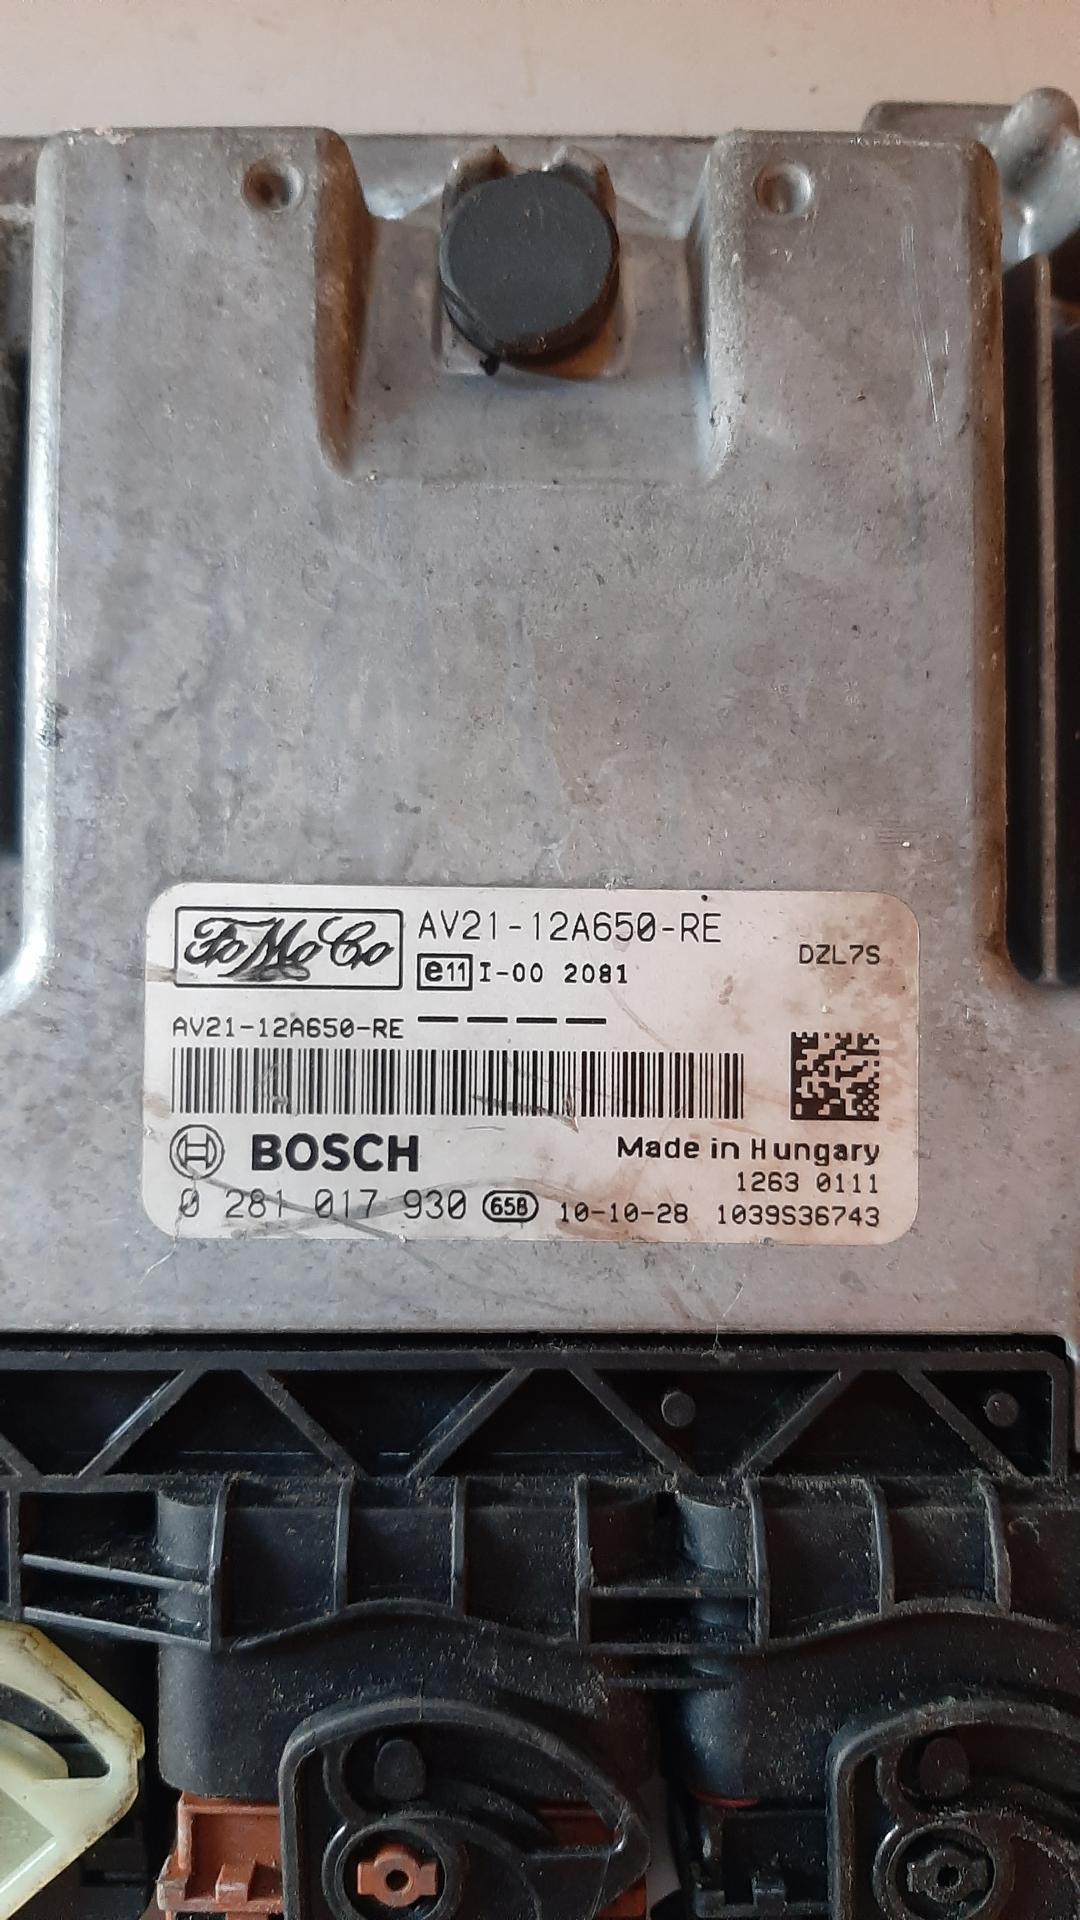 FoMoCo
AV21-12A650-RE
e11 I-00 2081
DZL7S
AV21-12A650-RE
BOSCH
Made in Hungary
1263 0111
0 281 017 930 65B 10-10-28 1039S36743